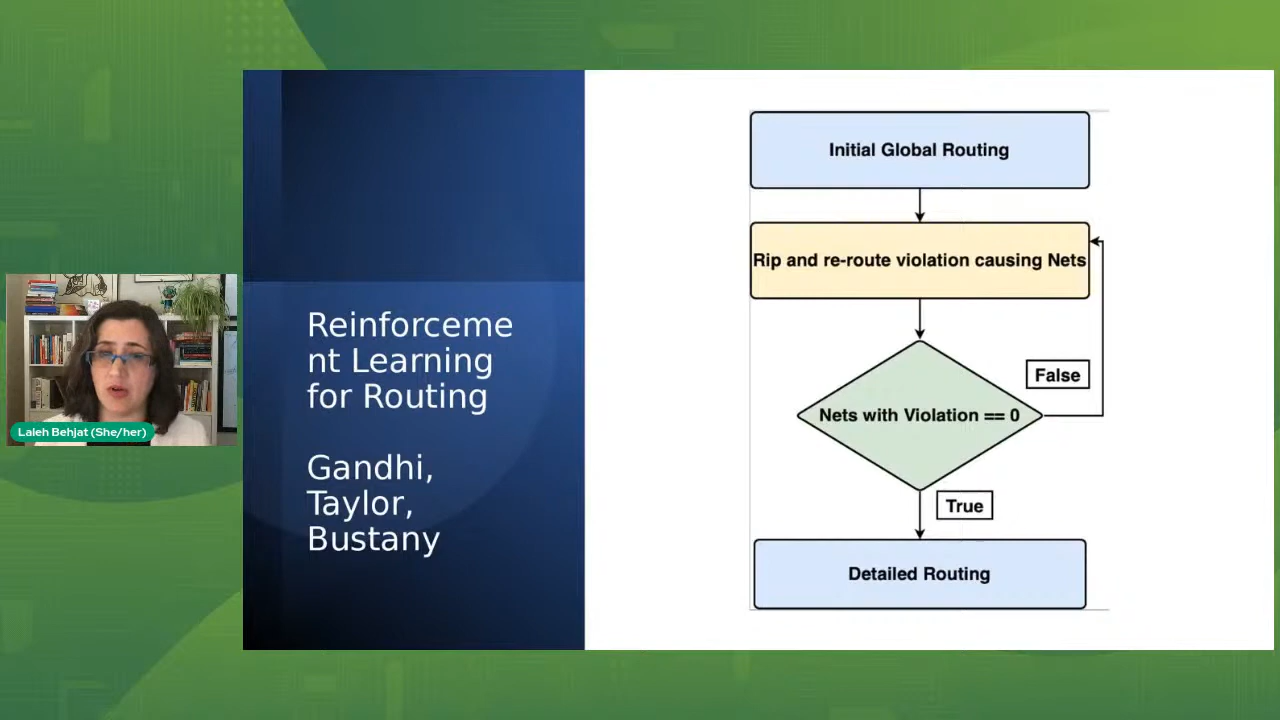 Reinforceme
nt Learning
for Routing
Gandhi,
Taylor,
Bustany
Initial Global Routing
Rip and re-route violation causing Nets
False
Nets with Violation == 0
True
Detailed Routing
Laleh Behjat (She/her)